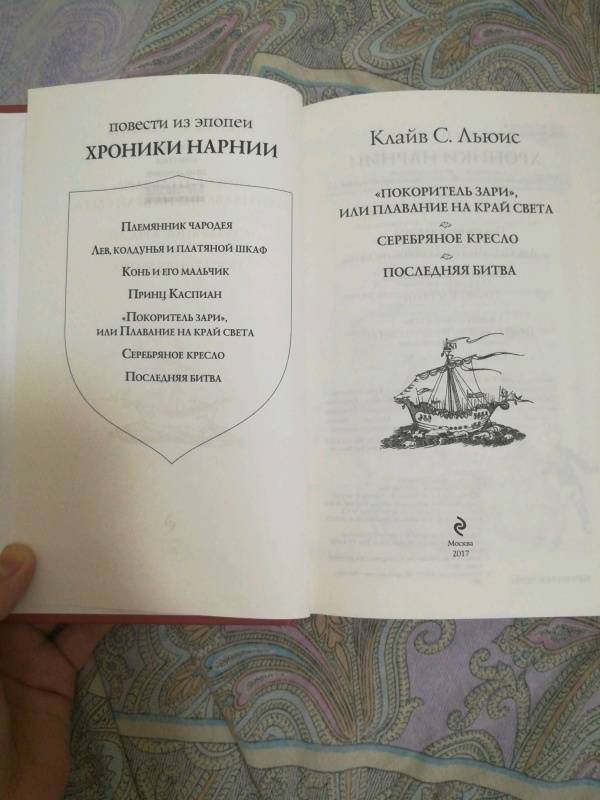 повести из эпопеи
ХРОНИКИ НАРНИИ
Племянник чародея
Лев, колдунья и платяной шкаф
Конь и его мальчик
Принц Каспиан
«Покоритель зари»,
или Плавание на край света
Серебряное кресло
Последняя битва
Клайв С. Льюис
«ПОКОРИТЕЛЬ ЗАРИ»,
ИЛИ ПЛАВАНИЕ НА КРАЙ СВЕТА
СЕРЕБРЯНОЕ КРЕСЛО
ПОСЛЕДНЯЯ БИТВА
Москва
2017